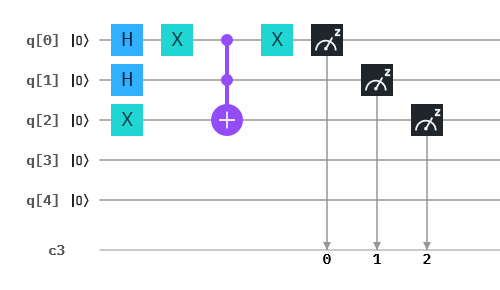 q[0] |0⟩ H X X z
q[1] |0⟩ H z
q[2] |0⟩ X + z
q[3] |0⟩
q[4] |0⟩
c3
0 1 2